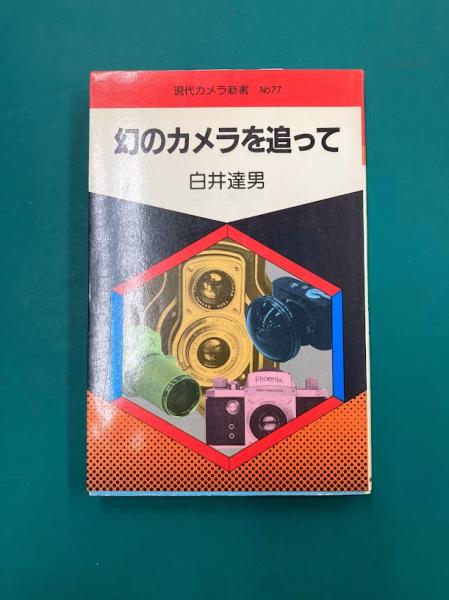 現代カメラ新書 No.77
幻のカメラを追って
白井達男
Phoenix